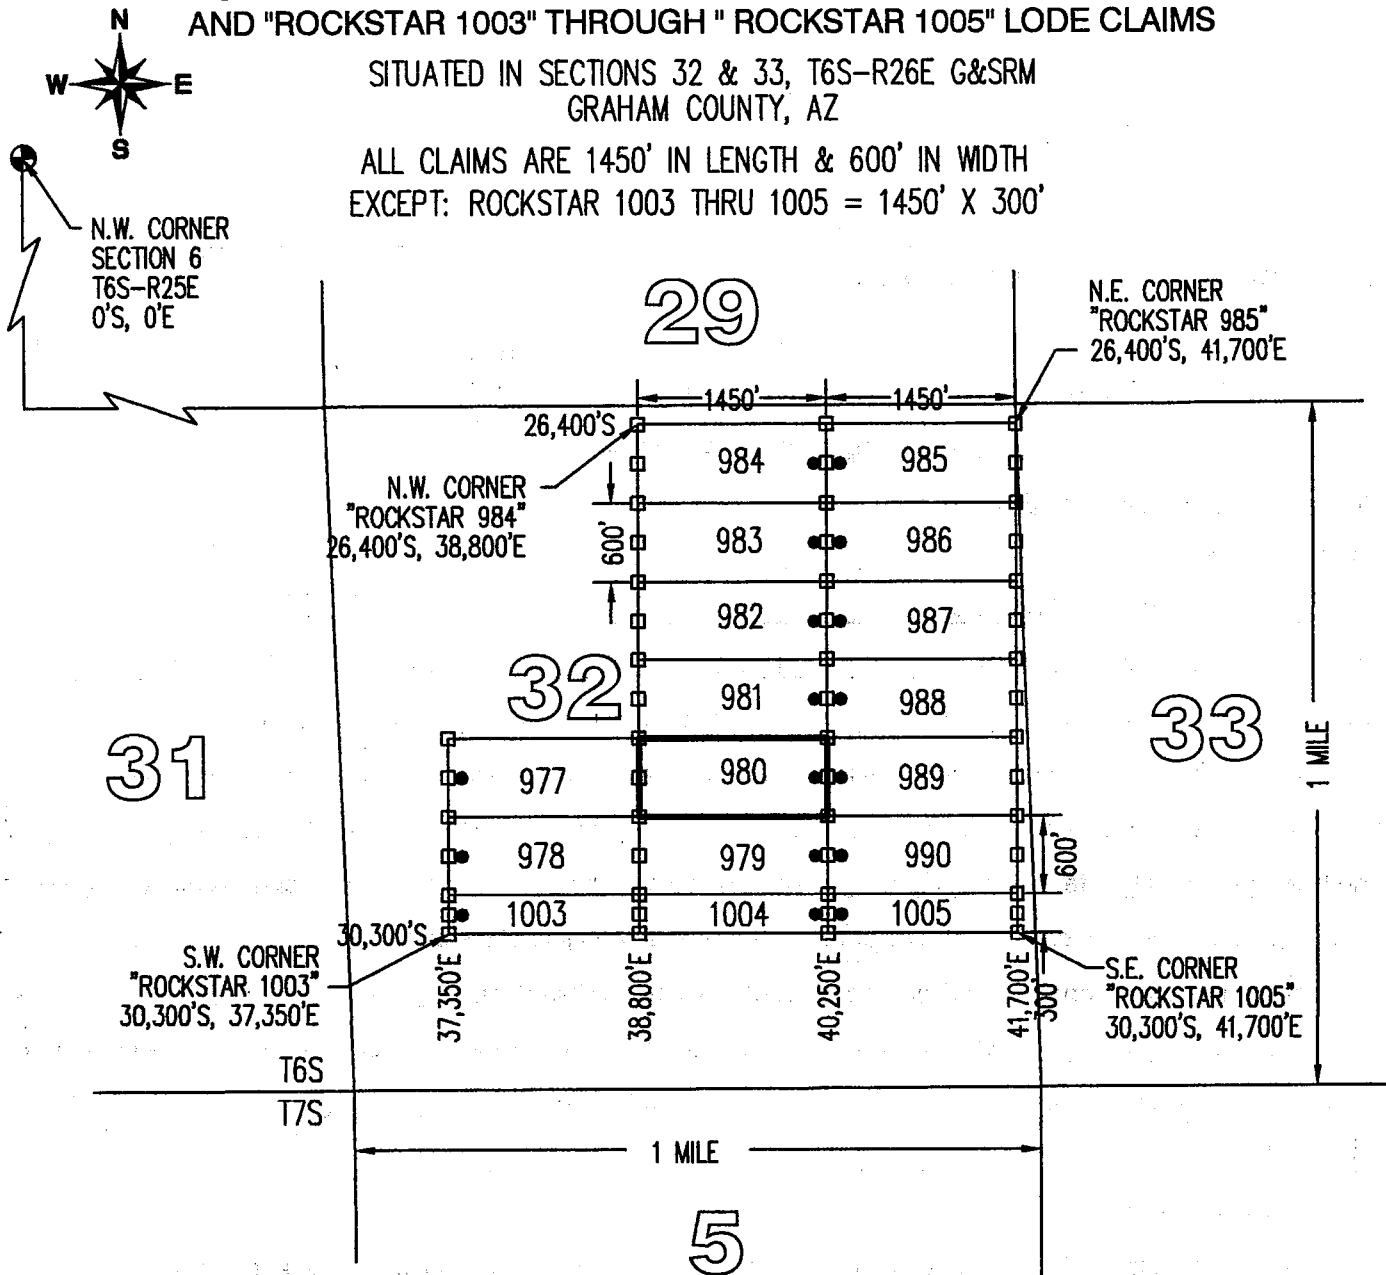 AND "ROCKSTAR 1003" THROUGH " ROCKSTAR 1005" LODE CLAIMS
N
W E
S
SITUATED IN SECTIONS 32 & 33, T6S-R26E G&SRM
GRAHAM COUNTY, AZ
ALL CLAIMS ARE 1450' IN LENGTH & 600' IN WIDTH
EXCEPT: ROCKSTAR 1003 THRU 1005 = 1450' X 300'
N.W. CORNER
SECTION 6
T6S-R25E
0'S, 0'E
29
N.E. CORNER
"ROCKSTAR 985"
26,400'S, 41,700'E
1450' 1450'
26,400'S
984 985
N.W. CORNER
"ROCKSTAR 984"
26,400'S, 38,800'E
600'
983 986
982 987
32
981 988
31
33
1 MILE
977 980 989
978 979 990
600'
1003 1004 1005
30,300'S
S.W. CORNER
"ROCKSTAR 1003"
30,300'S, 37,350'E
37,350'E
38,800'E
40,250'E
41,700'E
300'
S.E. CORNER
"ROCKSTAR 1005"
30,300'S, 41,700'E
T6S
T7S
1 MILE
5